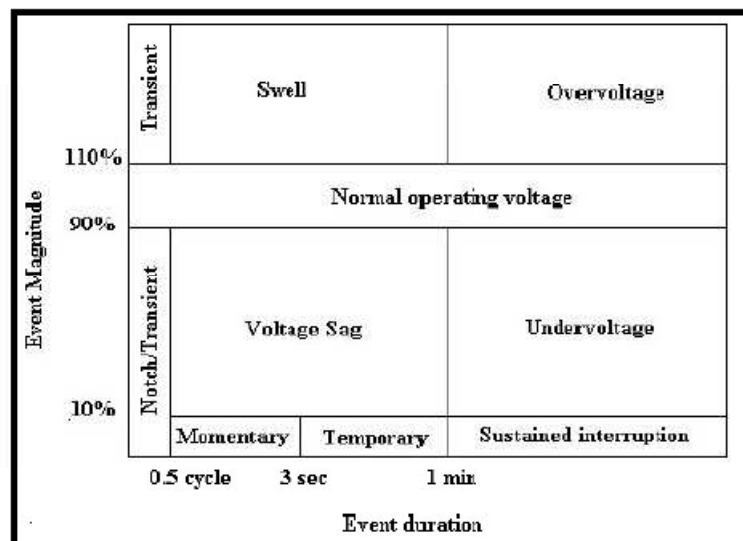 Transient
Swell
Overvoltage
110%
Normal operating voltage
90%
Event Magnitude
Notch/Transient
Voltage Sag
Undervoltage
10%
Momentary
Temporary
Sustained interruption
0.5 cycle
3 sec
1 min
Event duration